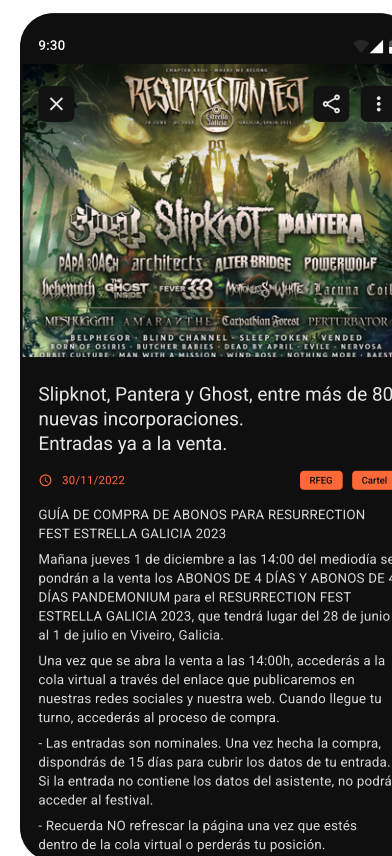 9:30
CHAPTER XVIII · WHERE WE BELONG
RESURRECTION FEST
Estrella Galicia
Ghost Slipknot PANTERA
PAPA ROACH architects ALTER BRIDGE POWERWOLF
behemoth THE GHOST INSIDE FEVER 333 MOTIONLESS IN WHITE Lacuna Coil
MESHUGGAH AMARANTHE Carpathian Forest PERTURBATOR
BELPHEGOR · BLIND CHANNEL · SLEEP TOKEN · VENDED
BORN OF OSIRIS · BUTCHER BABIES · DEAD BY APRIL · EVILE · NERVOSA
ORBIT CULTURE · MAN WITH A MISSION · WIND ROSE · NOTHING MORE · BAEST
Slipknot, Pantera y Ghost, entre más de 80
nuevas incorporaciones.
Entradas ya a la venta.
30/11/2022
RFEG
Cartel
GUÍA DE COMPRA DE ABONOS PARA RESURRECTION
FEST ESTRELLA GALICIA 2023
Mañana jueves 1 de diciembre a las 14:00 del mediodía se
pondrán a la venta los ABONOS DE 4 DÍAS Y ABONOS DE 4
DÍAS PANDEMONIUM para el RESURRECTION FEST
ESTRELLA GALICIA 2023, que tendrá lugar del 28 de junio
al 1 de julio en Viveiro, Galicia.
Una vez que se abra la venta a las 14:00h, accederás a la
cola virtual a través del enlace que publicaremos en
nuestras redes sociales y nuestra web. Cuando llegue tu
turno, accederás al proceso de compra.
- Las entradas son nominales. Una vez hecha la compra,
dispondrás de 15 días para cubrir los datos de tu entrada.
Si la entrada no contiene los datos del asistente, no podrá
acceder al festival.
- Recuerda NO refrescar la página una vez que estés
dentro de la cola virtual o perderás tu posición.